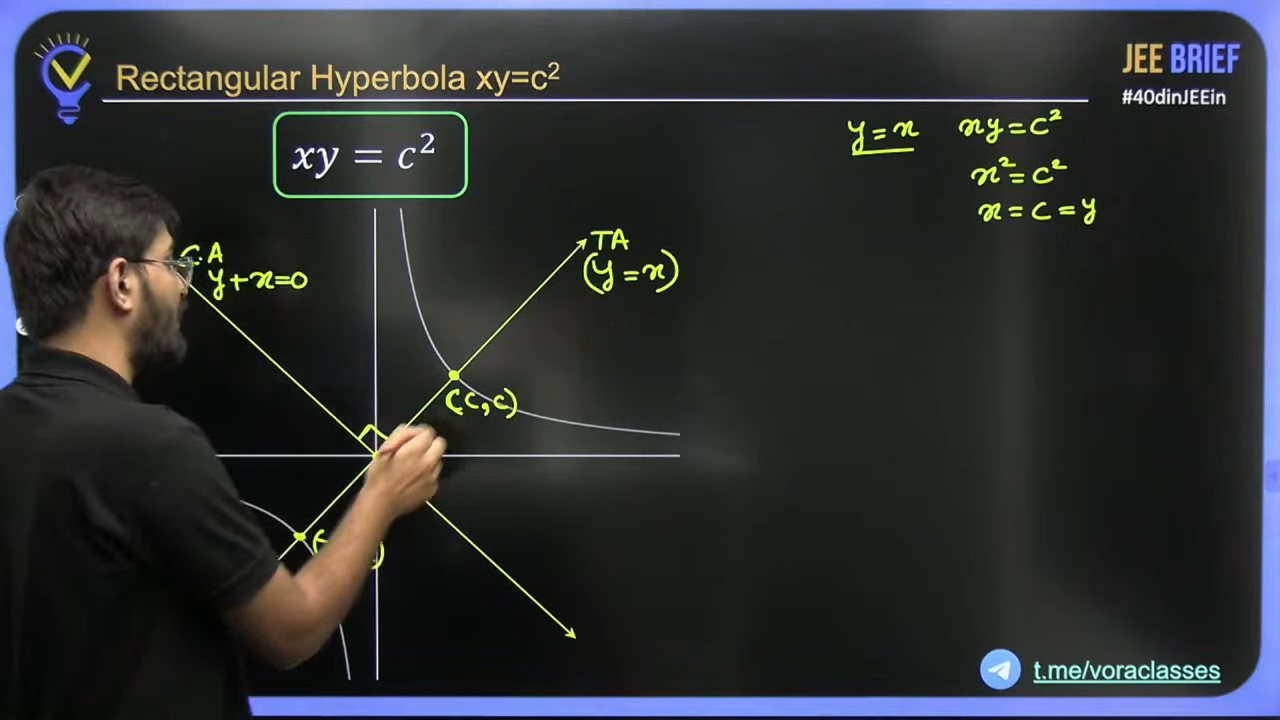 Rectangular Hyperbola xy=c²
JEE BRIEF
#40dinJEEin
xy = c²
y = x
xy = c²
x² = c²
x = c = y
C.A
y + x = 0
TA
(y = x)
(c, c)
t.me/voraclasses